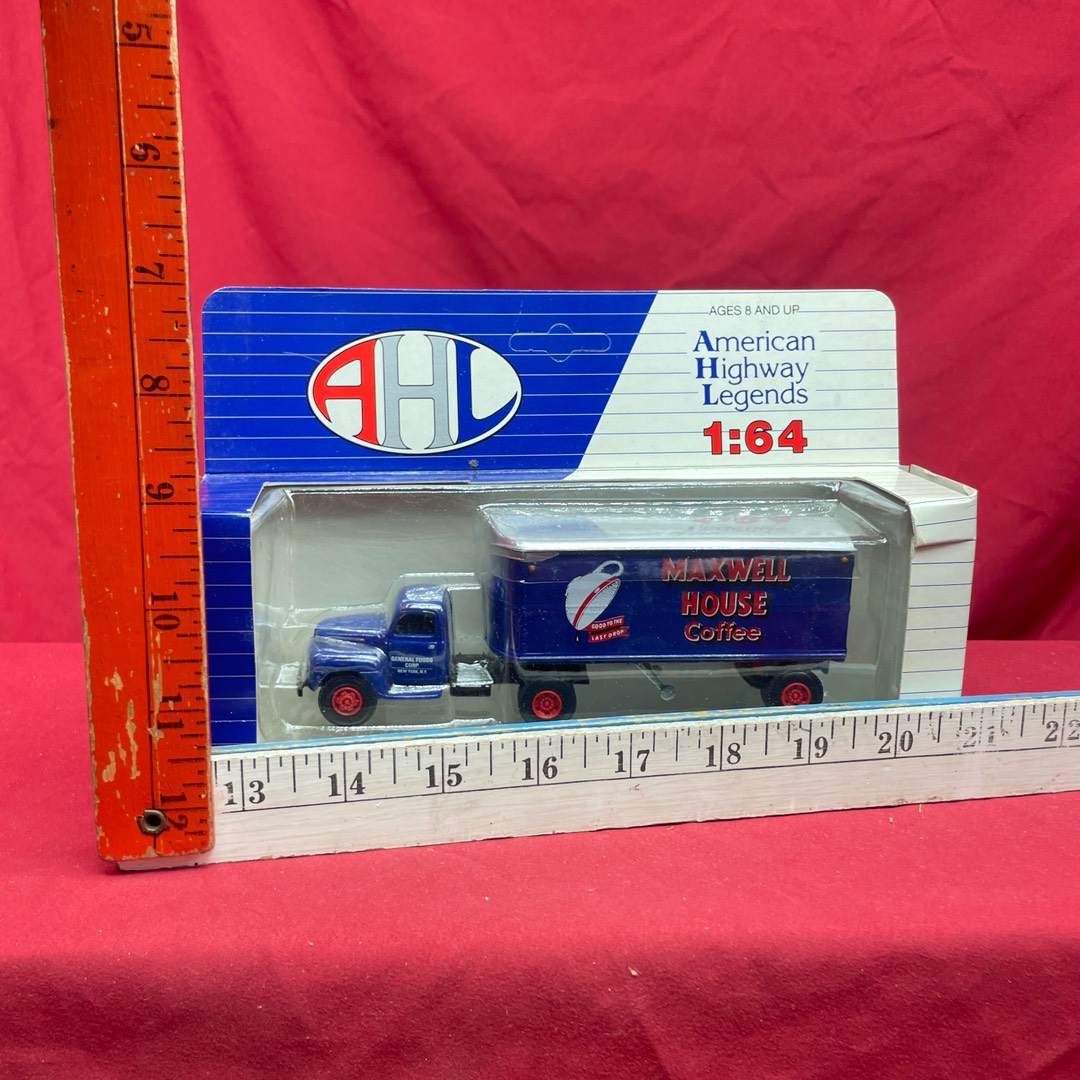 5
6
7
8
9
10
11
12
AHL
AGES 8 AND UP
American
Highway
Legends
1:64
MAXWELL
HOUSE
Coffee
GOOD TO THE
LAST DROP
GENERAL FOODS
CORP
NEW YORK, N.Y.
13 14 15 16 17 18 19 20 21 22